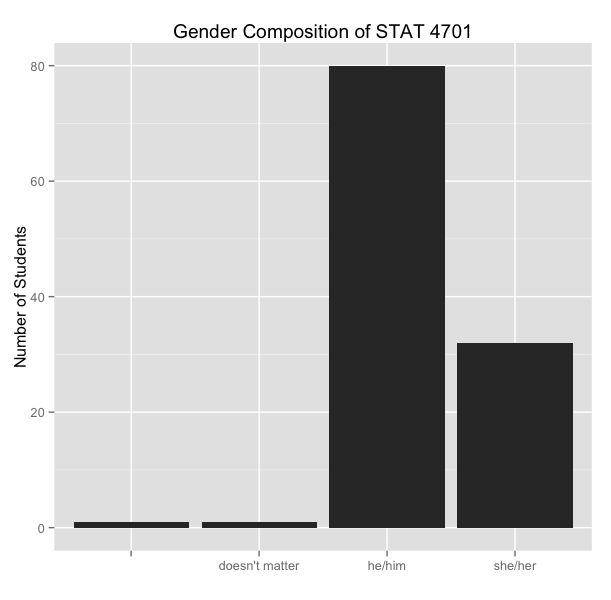 Gender Composition of STAT 4701
Number of Students
80
60
40
20
0
doesn't matter he/him she/her